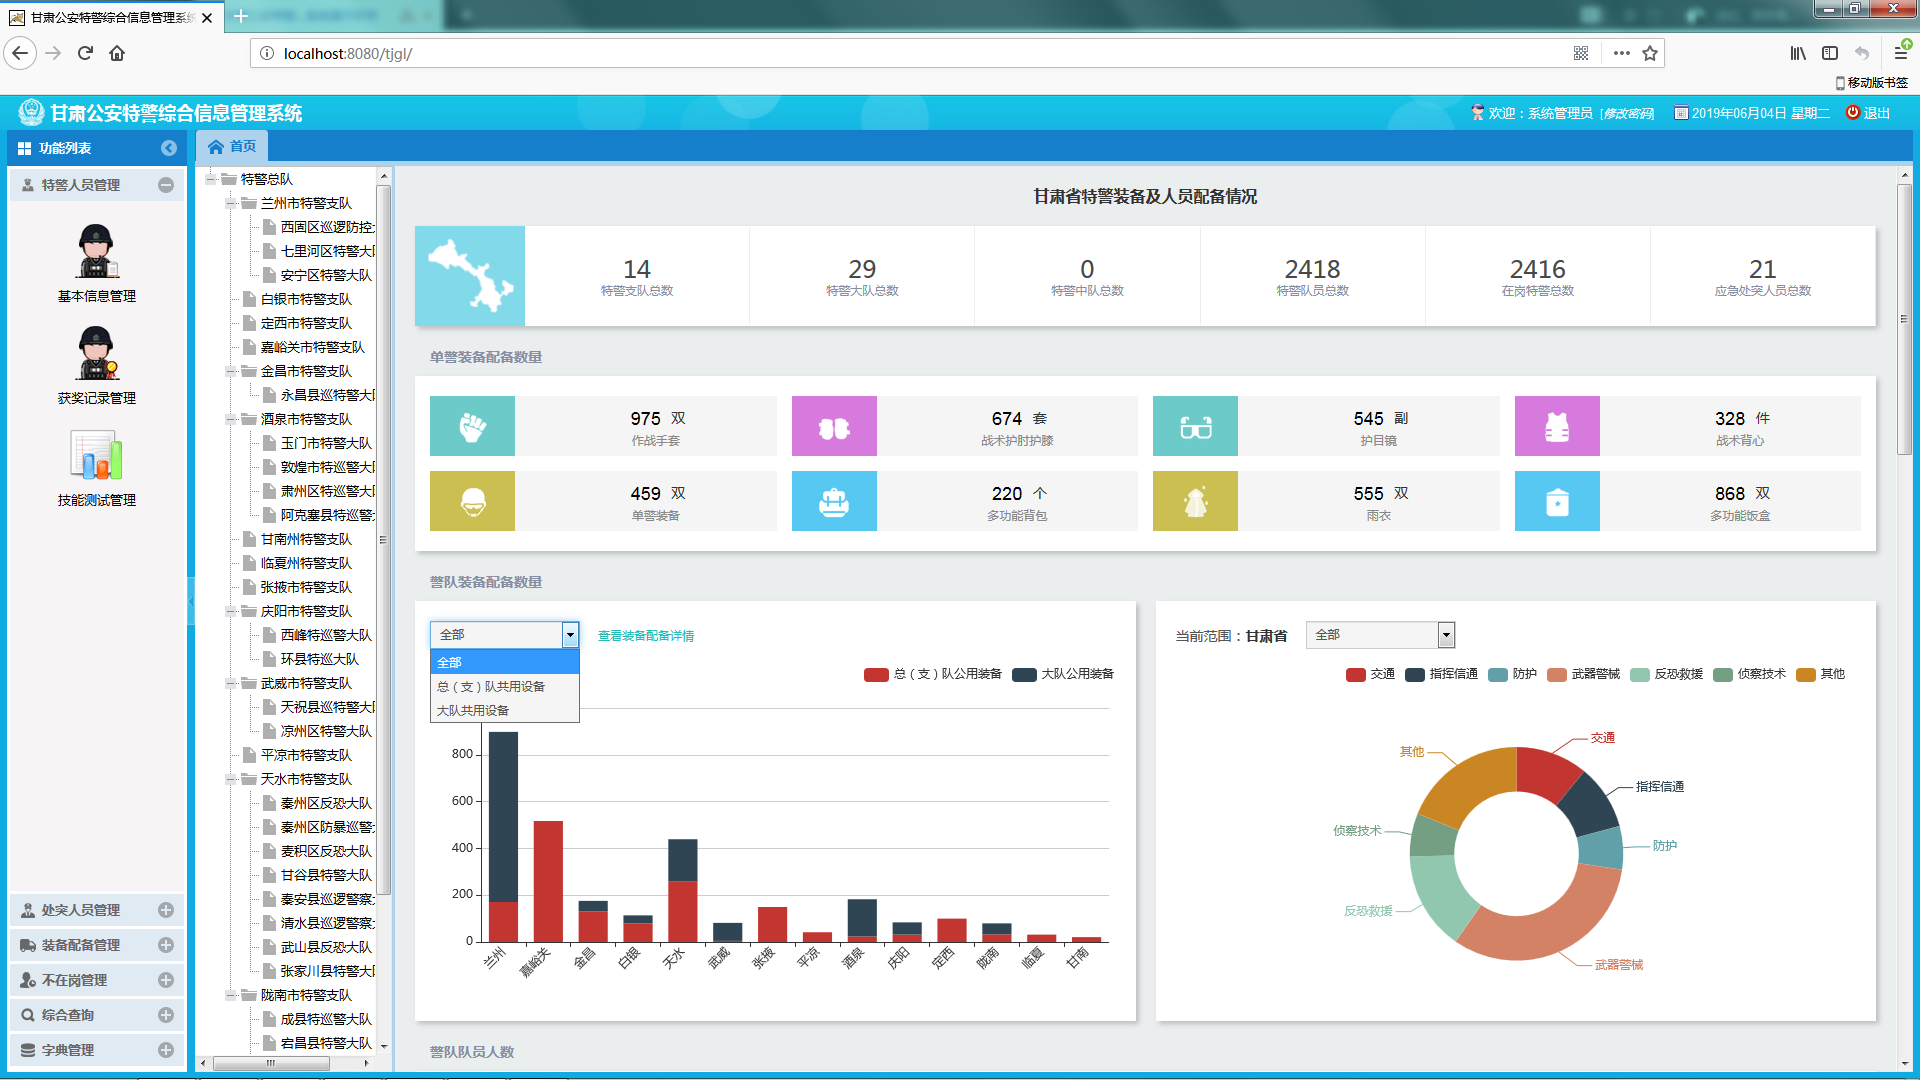 甘肃公安特警综合信息管理系统
localhost:8080/tjgl/
移动版书签
甘肃公安特警综合信息管理系统
欢迎：系统管理员 [修改密码] 2019年06月04日 星期二 退出
功能列表
首页
特警人员管理
基本信息管理
获奖记录管理
技能测试管理
处突人员管理
装备配备管理
不在岗管理
综合查询
字典管理
特警总队
兰州市特警支队
西固区巡逻防控
七里河区特警大
安宁区特警大队
白银市特警支队
定西市特警支队
嘉峪关市特警支队
金昌市特警支队
永昌县巡特警大
酒泉市特警支队
玉门市特警大队
敦煌市特巡警大
肃州区特巡警大
阿克塞县特巡警
甘南州特警支队
临夏州特警支队
张掖市特警支队
庆阳市特警支队
西峰特巡警大队
环县特巡大队
武威市特警支队
天祝县巡特警大
凉州区特警大队
平凉市特警支队
天水市特警支队
秦州区反恐大队
秦州区防暴巡警
麦积区反恐大队
甘谷县特警大队
秦安县巡逻警察
清水县巡逻警察
武山县反恐大队
张家川县特警大
陇南市特警支队
成县特巡警大队
宕昌县特警大队
甘肃省特警装备及人员配备情况
14 29 0 2418 2416 21
特警支队总数 特警大队总数 特警中队总数 特警队员总数 在岗特警总数 应急处突人员总数
单警装备配备数量
975 双 674 套 545 副 328 件
作战手套 战术护肘护膝 护目镜 战术背心
459 双 220 个 555 双 868 双
单警装备 多功能背包 雨衣 多功能饭盒
警队装备配备数量
全部 查看装备配备详情
全部
总（支）队共用设备
大队共用设备
总（支）队公用装备 大队公用装备
800
600
400
200
0
兰州 嘉峪关 金昌 白银 天水 武威 张掖 平凉 酒泉 庆阳 定西 陇南 临夏 甘南
当前范围：甘肃省 全部
交通 指挥信通 防护 武器警械 反恐救援 侦察技术 其他
交通
其他
指挥信通
侦察技术
防护
反恐救援
武器警械
警队队员人数